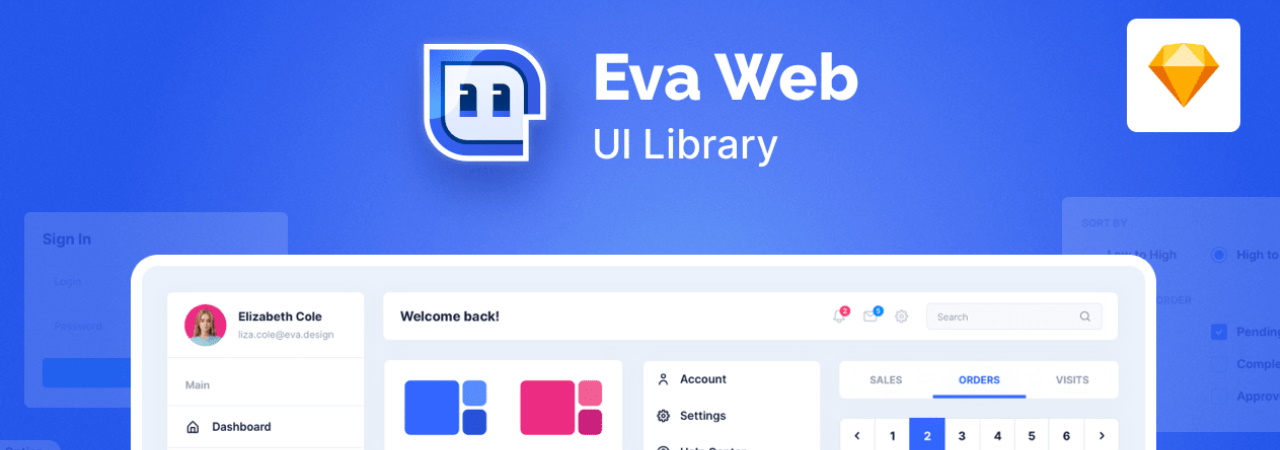 Eva Web
UI Library
Sign In
Login
Password
SORT BY
Low to High
High to
ORDER
Pending
Comple
Approv
Elizabeth Cole
liza.cole@eva.design
Main
Dashboard
Welcome back!
2
5
Search
Account
Settings
Help Center
SALES
ORDERS
VISITS
1 2 3 4 5 6